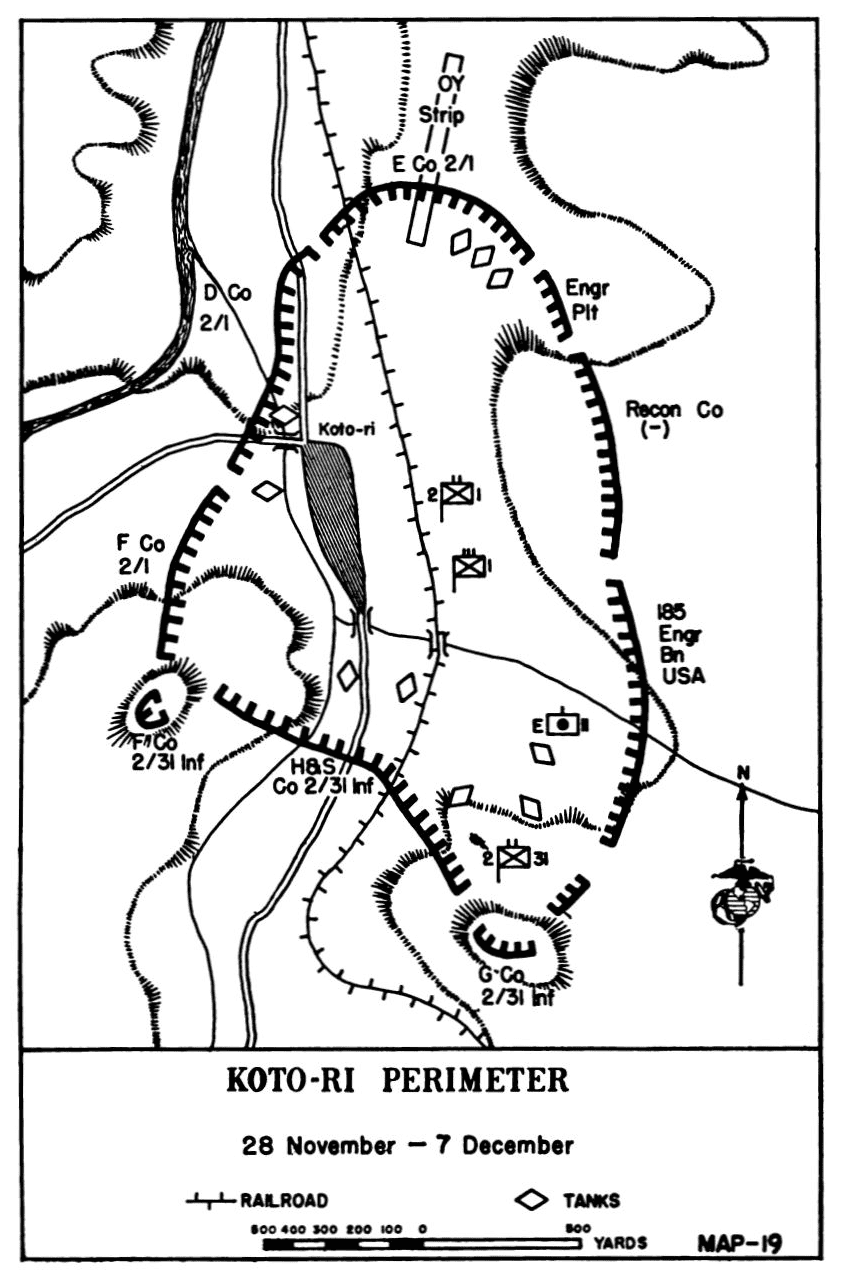 OY
Strip
E Co 2/1
D Co
2/1
Engr
Plt
Koto-ri
Recon Co
(-)
2 1
F Co
2/1
1
185
Engr
Bn
USA
E 11
F Co
2/31 Inf
H&S
Co 2/31 Inf
N
2 31
G Co
2/31 Inf
KOTO-RI PERIMETER
28 November — 7 December
RAILROAD
TANKS
500 400 300 200 100 0 500
YARDS
MAP-19